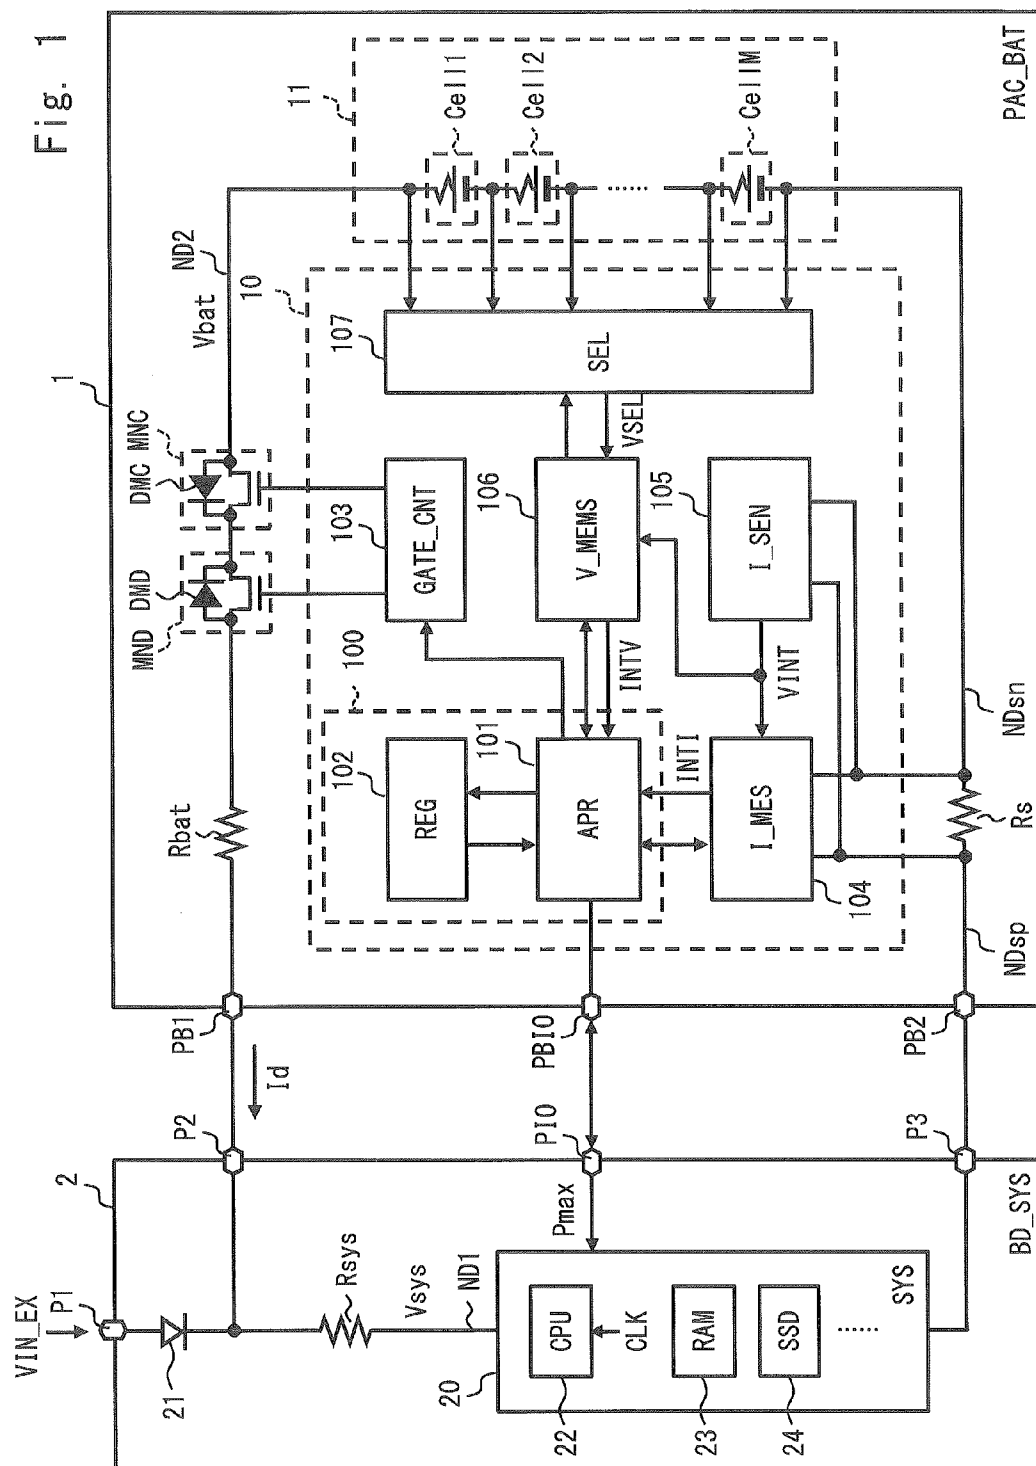 Fig. 1
1
PAC_BAT
11
Cell1
Cell2
CellM
ND2
Vbat
10
107
SEL
VSEL
DMC
MNC
MND
DMD
103
GATE_CNT
106
V_MEMS
105
I_SEN
100
INTV
VINT
102
REG
101
APR
INTI
I_MES
104
Rbat
NDsn
Rs
NDsp
PB1
PBIO
PB2
Id
P2
PIO
P3
2
Pmax
BD_SYS
VIN_EX
P1
21
Rsys
Vsys
ND1
20
SYS
CPU
CLK
RAM
SSD
......
......
22
23
24